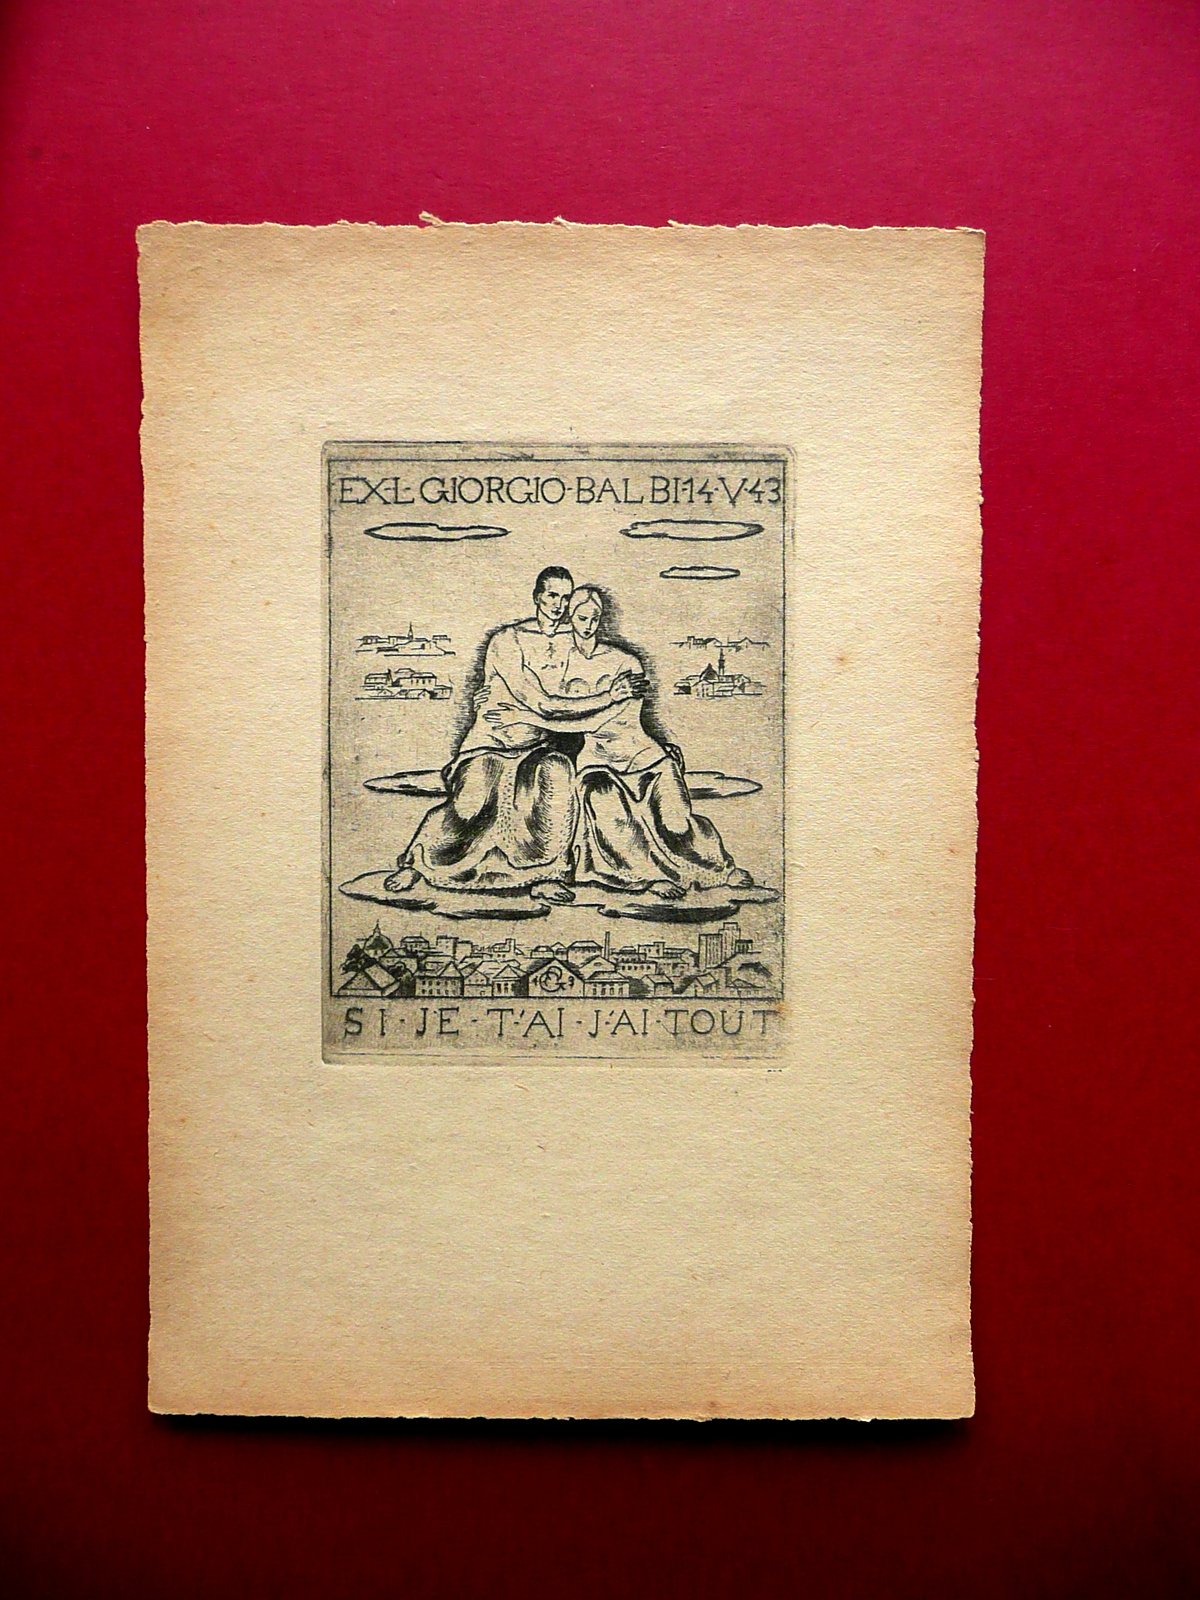 EX·L· GIORGIO·BALBI·14·V·43
SI·JE·T'AI·J'AI·TOUT